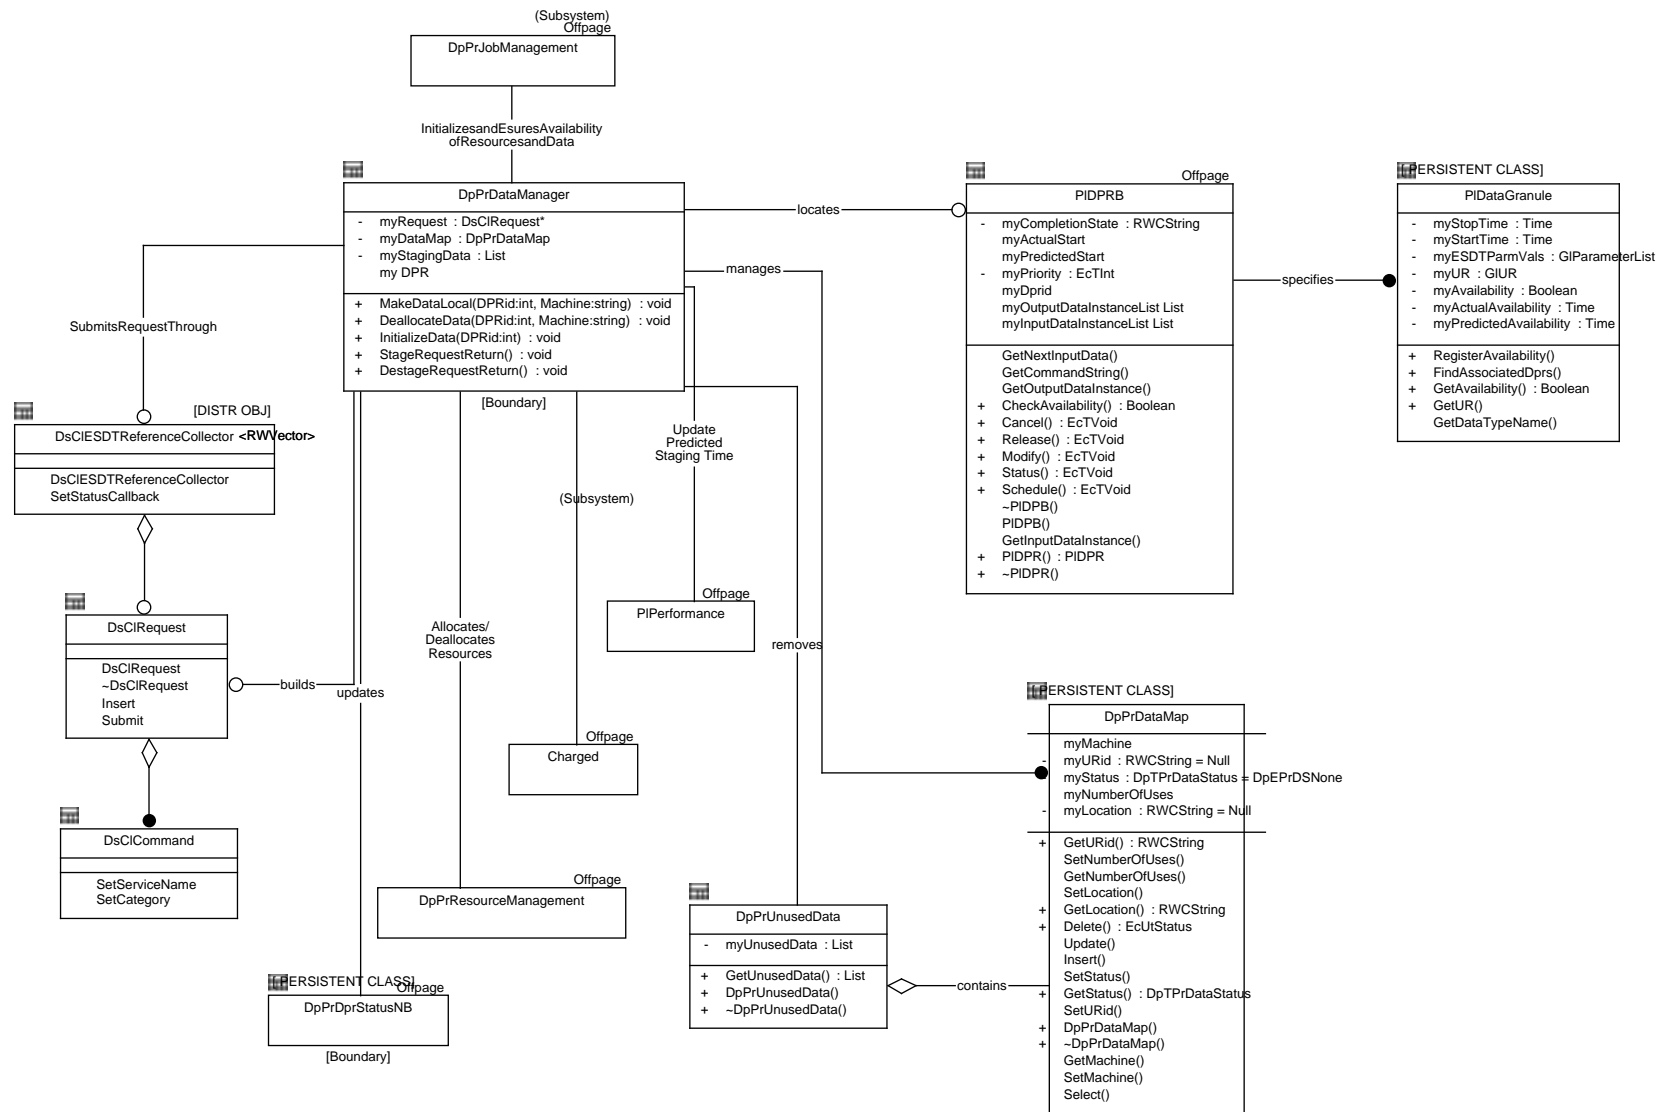 (Subsystem)
Offpage
DpPrJobManagement
InitializesandEsuresAvailability
ofResourcesandData
DpPrDataManager
- myRequest : DsClRequest*
- myDataMap : DpPrDataMap
- myStagingData : List
my DPR
+ MakeDataLocal(DPRid:int, Machine:string) : void
+ DeallocateData(DPRid:int, Machine:string) : void
+ InitializeData(DPRid:int) : void
+ StageRequestReturn() : void
+ DestageRequestReturn() : void
[Boundary]
locates
manages
Offpage
PlDPRB
- myCompletionState : RWCString
myActualStart
myPredictedStart
- myPriority : EcTInt
myDprid
myOutputDataInstanceList List
myInputDataInstanceList List
GetNextInputData()
GetCommandString()
GetOutputDataInstance()
+ CheckAvailability() : Boolean
+ Cancel() : EcTVoid
+ Release() : EcTVoid
+ Modify() : EcTVoid
+ Status() : EcTVoid
+ Schedule() : EcTVoid
~PlDPB()
PlDPB()
GetInputDataInstance()
+ PlDPR() : PlDPR
+ ~PlDPR()
specifies
[PERSISTENT CLASS]
PlDataGranule
- myStopTime : Time
- myStartTime : Time
- myESDTParmVals : GlParameterList
- myUR : GlUR
- myAvailability : Boolean
- myActualAvailability : Time
- myPredictedAvailability : Time
+ RegisterAvailability()
+ FindAssociatedDprs()
+ GetAvailability() : Boolean
+ GetUR()
GetDataTypeName()
SubmitsRequestThrough
[DISTR OBJ]
DsClESDTReferenceCollector <RWVector>
DsClESDTReferenceCollector
SetStatusCallback
DsClRequest
DsClRequest
~DsClRequest
Insert
Submit
builds
updates
DsClCommand
SetServiceName
SetCategory
Update
Predicted
Staging Time
(Subsystem)
Offpage
PlPerformance
Allocates/
Deallocates
Resources
removes
Offpage
Charged
Offpage
DpPrResourceManagement
[PERSISTENT CLASS]
Offpage
DpPrDprStatusNB
[Boundary]
DpPrUnusedData
- myUnusedData : List
+ GetUnusedData() : List
+ DpPrUnusedData()
+ ~DpPrUnusedData()
contains
[PERSISTENT CLASS]
DpPrDataMap
myMachine
- myURid : RWCString = Null
myStatus : DpTPrDataStatus = DpEPrDSNone
myNumberOfUses
- myLocation : RWCString = Null
+ GetURid() : RWCString
SetNumberOfUses()
GetNumberOfUses()
SetLocation()
+ GetLocation() : RWCString
+ Delete() : EcUtStatus
Update()
Insert()
SetStatus()
+ GetStatus() : DpTPrDataStatus
SetURid()
+ DpPrDataMap()
+ ~DpPrDataMap()
GetMachine()
SetMachine()
Select()